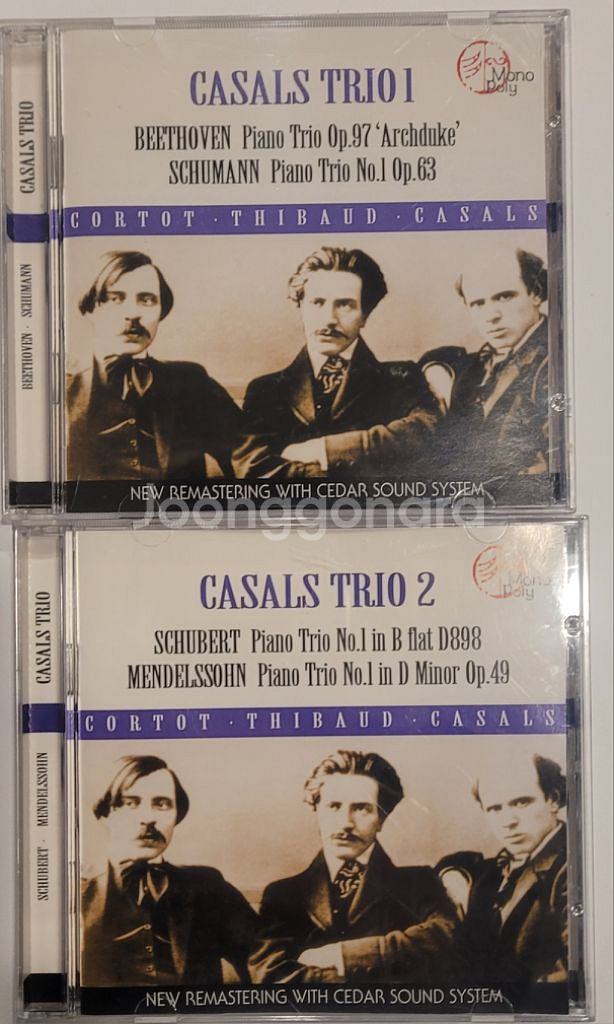 CASALS TRIO 1
BEETHOVEN Piano Trio Op.97 'Archduke'
SCHUMANN Piano Trio No.1 Op.63
Mono
poly
CORTOT · THIBAUD · CASALS
NEW REMASTERING WITH CEDAR SOUND SYSTEM
CASALS TRIO
BEETHOVEN · SCHUMANN
Joonggonara
CASALS TRIO 2
SCHUBERT Piano Trio No.1 in B flat D898
MENDELSSOHN Piano Trio No.1 in D Minor Op.49
Mono
poly
CORTOT · THIBAUD · CASALS
NEW REMASTERING WITH CEDAR SOUND SYSTEM
CASALS TRIO
SCHUBERT · MENDELSSOHN